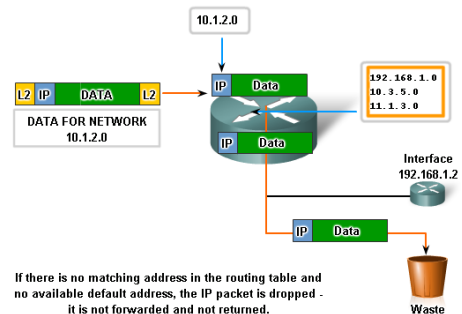 10.1.2.0
L2 IP DATA L2
DATA FOR NETWORK
10.1.2.0
IP Data
192.168.1.0
10.3.5.0
11.1.3.0
IP Data
Interface
192.168.1.2
IP Data
Waste
If there is no matching address in the routing table and
no available default address, the IP packet is dropped -
it is not forwarded and not returned.